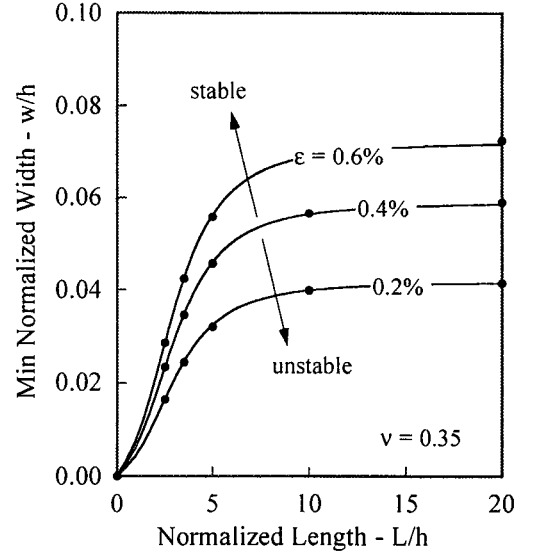 Min Normalized Width - w/h
0.10
0.08
0.06
0.04
0.02
0.00
stable
ε = 0.6%
0.4%
0.2%
unstable
ν = 0.35
0
5
10
15
20
Normalized Length - L/h